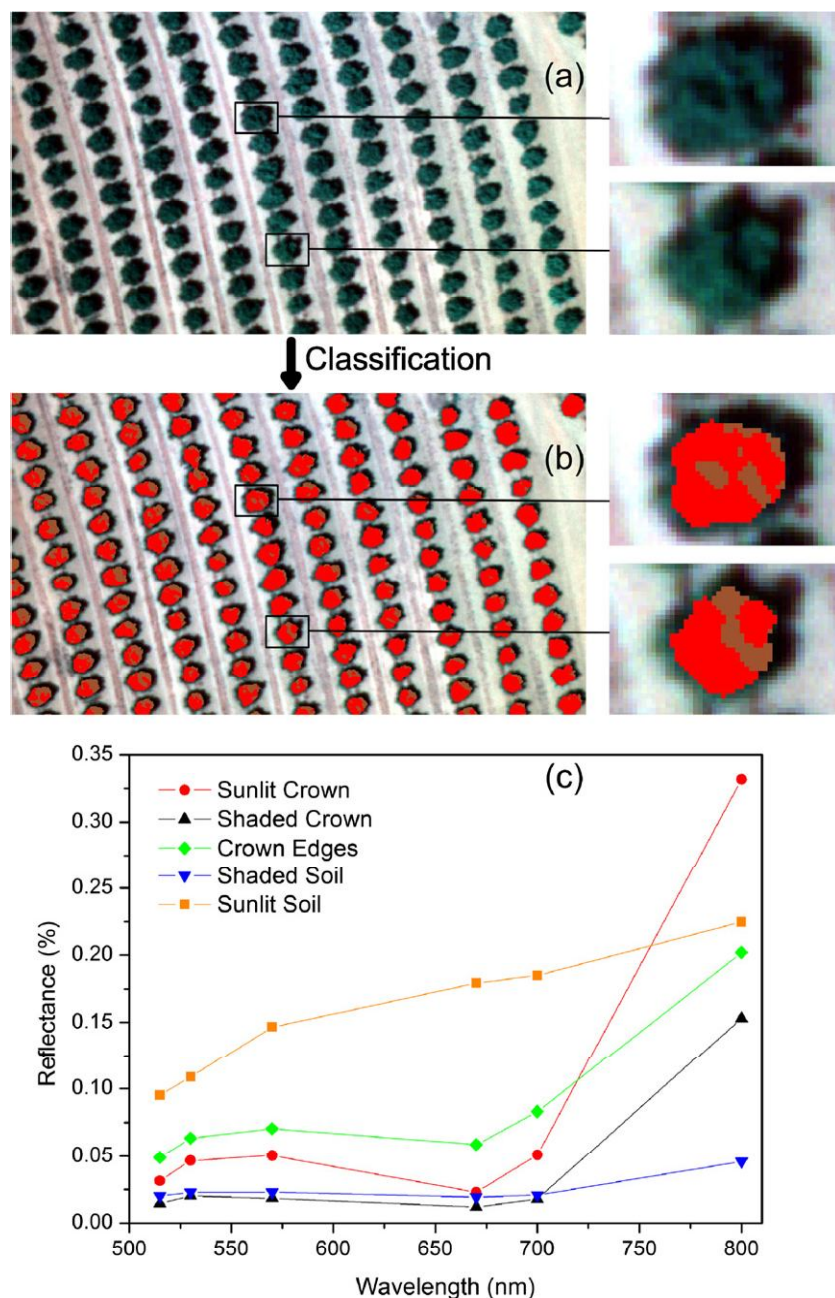 (a)
Classification
(b)
(c)
Sunlit Crown
Shaded Crown
Crown Edges
Shaded Soil
Sunlit Soil
0.35
0.30
0.25
0.20
0.15
0.10
0.05
0.00
Reflectance (%)
500 550 600 650 700 750 800
Wavelength (nm)